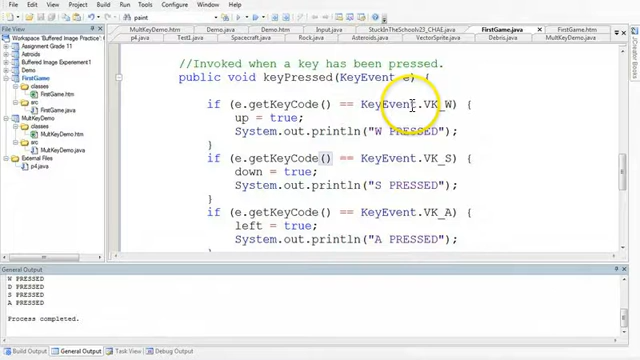 File Edit View Project Build Run Tools Configure Window Help
paint
File View
Workspace 'Buffered Image Practice'
Assignment Grade 11
Astroids
Buffered Image Experiement1
Demo
FirstGame
classes
FirstGame.htm
src
FirstGame.java
MultKeyDemo
classes
MultKeyDemo.htm
src
MultKeyDemo.java
External Files
p4.java
MultKeyDemo.htm
Demo.htm
StuckInTheSchoolv23_CHAE.java
FirstGame.java
FirstGame.htm
p4.java
Test1.java
Spacecraft.java
Rock.java
Asteroids.java
VectorSprite.java
Demo.java
MultKeyDemo.java
//Invoked when a key has been pressed.
public void keyPressed(KeyEvent e) {
if (e.getKeyCode() == KeyEvent.VK_W) {
up = true;
System.out.println("W PRESSED");
}
if (e.getKeyCode() == KeyEvent.VK_S) {
down = true;
System.out.println("S PRESSED");
}
if (e.getKeyCode() == KeyEvent.VK_A) {
left = true;
System.out.println("A PRESSED");
JCreator Books
General Output
W PRESSED
D PRESSED
S PRESSED
A PRESSED
Process completed.
Build Output
General Output
Task View
Debug Output